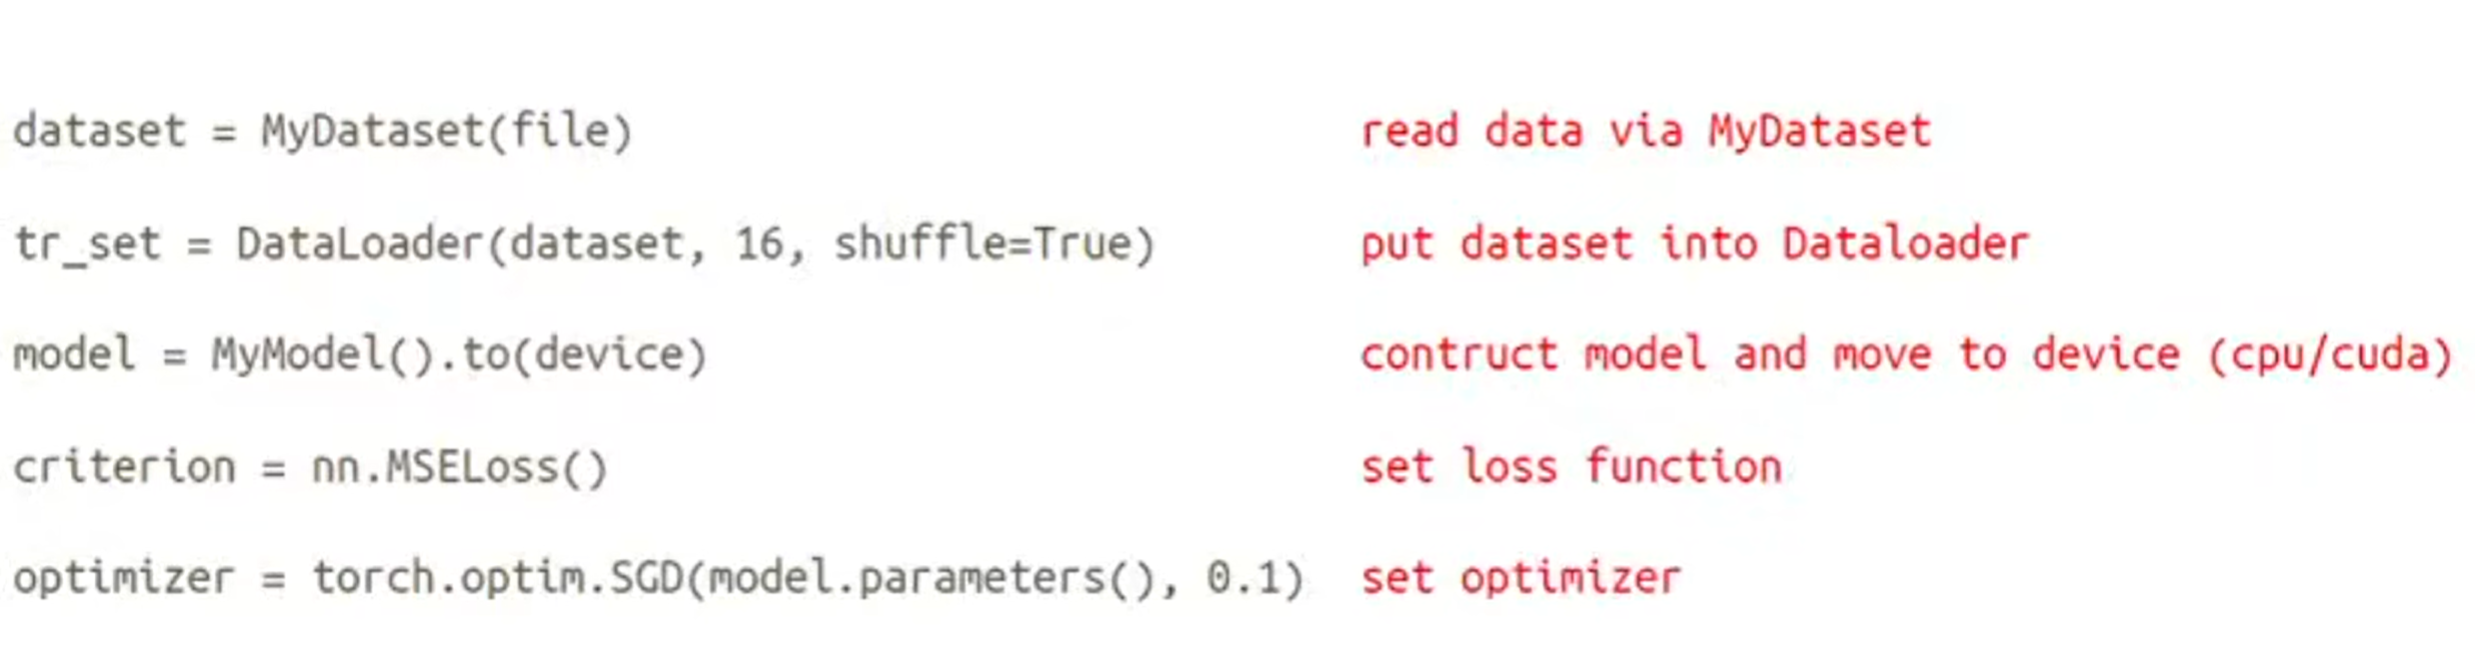 dataset = MyDataset(file) read data via MyDataset
tr_set = DataLoader(dataset, 16, shuffle=True) put dataset into Dataloader
model = MyModel().to(device) contruct model and move to device (cpu/cuda)
criterion = nn.MSELoss() set loss function
optimizer = torch.optim.SGD(model.parameters(), 0.1) set optimizer